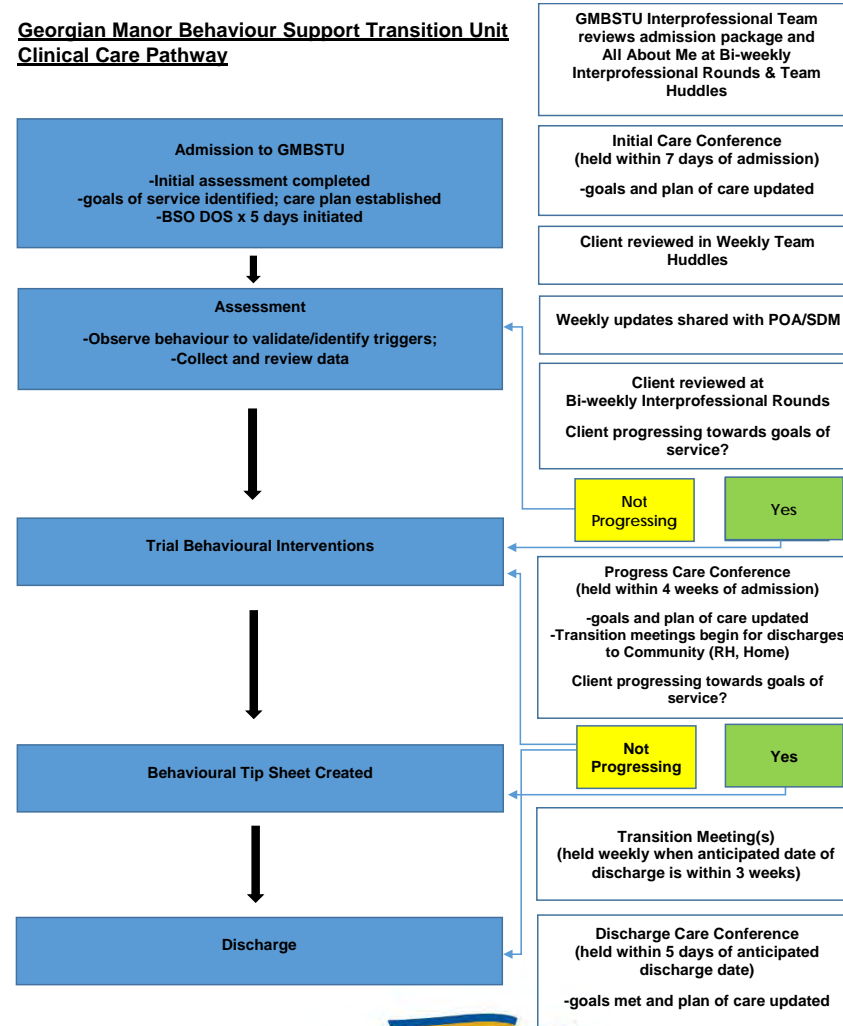 Georgian Manor Behaviour Support Transition Unit
Clinical Care Pathway
GMBSTU Interprofessional Team
reviews admission package and
All About Me at Bi-weekly
Interprofessional Rounds & Team
Huddles
Admission to GMBSTU
-Initial assessment completed
-goals of service identified; care plan established
-BSO DOS x 5 days initiated
Initial Care Conference
(held within 7 days of admission)
-goals and plan of care updated
Client reviewed in Weekly Team
Huddles
Assessment
-Observe behaviour to validate/identify triggers;
-Collect and review data
Weekly updates shared with POA/SDM
Client reviewed at
Bi-weekly Interprofessional Rounds
Client progressing towards goals of
service?
Not
Progressing
Yes
Trial Behavioural Interventions
Progress Care Conference
(held within 4 weeks of admission)
-goals and plan of care updated
-Transition meetings begin for discharges
to Community (RH, Home)
Client progressing towards goals of
service?
Not
Progressing
Yes
Behavioural Tip Sheet Created
Transition Meeting(s)
(held weekly when anticipated date of
discharge is within 3 weeks)
Discharge
Discharge Care Conference
(held within 5 days of anticipated
discharge date)
-goals met and plan of care updated